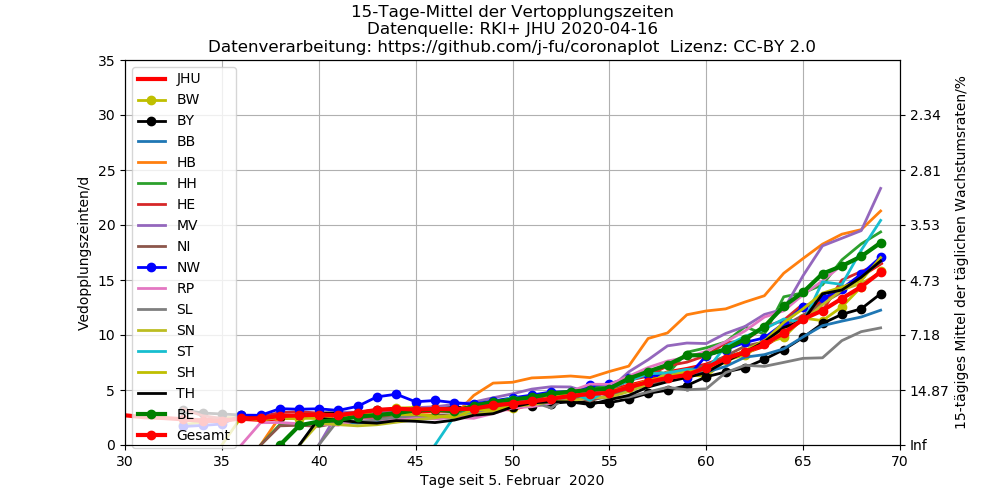 15-Tage-Mittel der Vertopplungszeiten
Datenquelle: RKI+ JHU 2020-04-16
Datenverarbeitung: https://github.com/j-fu/coronaplot  Lizenz: CC-BY 2.0
35
30
25
20
15
10
5
0
Vedopplungszeinten/d
JHU
BW
BY
BB
HB
HH
HE
MV
NI
NW
RP
SL
SN
ST
SH
TH
BE
Gesamt
2.34
2.81
3.53
4.73
7.18
14.87
Inf
15-tägiges Mittel der täglichen Wachstumsraten/%
30 35 40 45 50 55 60 65 70
Tage seit 5. Februar  2020